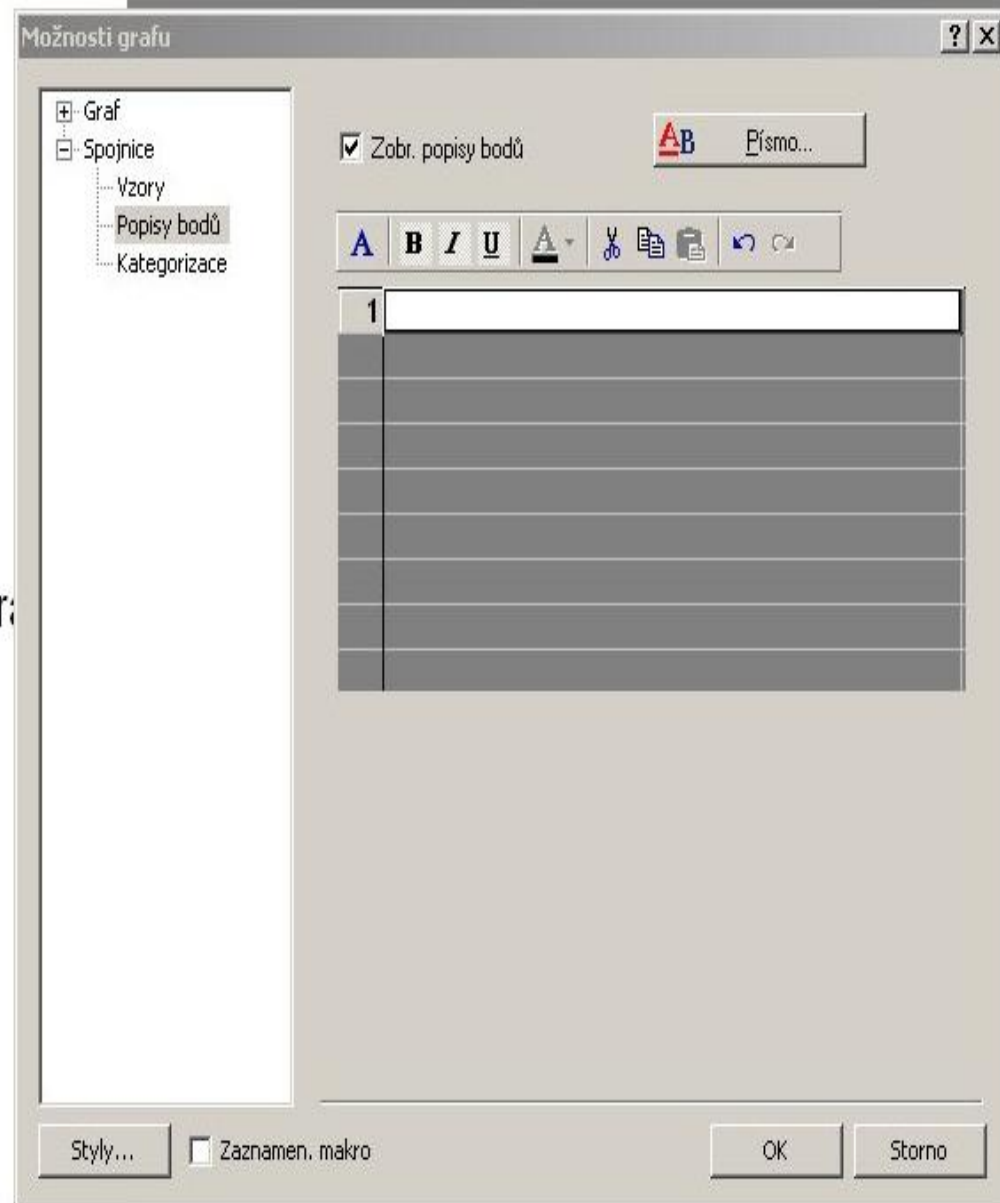 Možnosti grafu
Graf
Spojnice
Vzory
Popisy bodů
Kategorizace
Zobr. popisy bodů
AB Písmo...
A B I U A
1
Styly...
Zaznamen. makro
OK
Storno